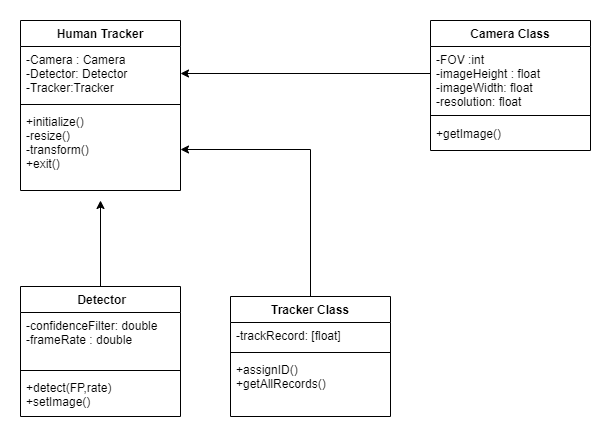 Human Tracker
-Camera : Camera
-Detector: Detector
-Tracker:Tracker
+initialize()
-resize()
-transform()
+exit()
Camera Class
-FOV :int
-imageHeight : float
-imageWidth: float
-resolution: float
+getImage()
Detector
-confidenceFilter: double
-frameRate : double
+detect(FP,rate)
+setImage()
Tracker Class
-trackRecord: [float]
+assignID()
+getAllRecords()